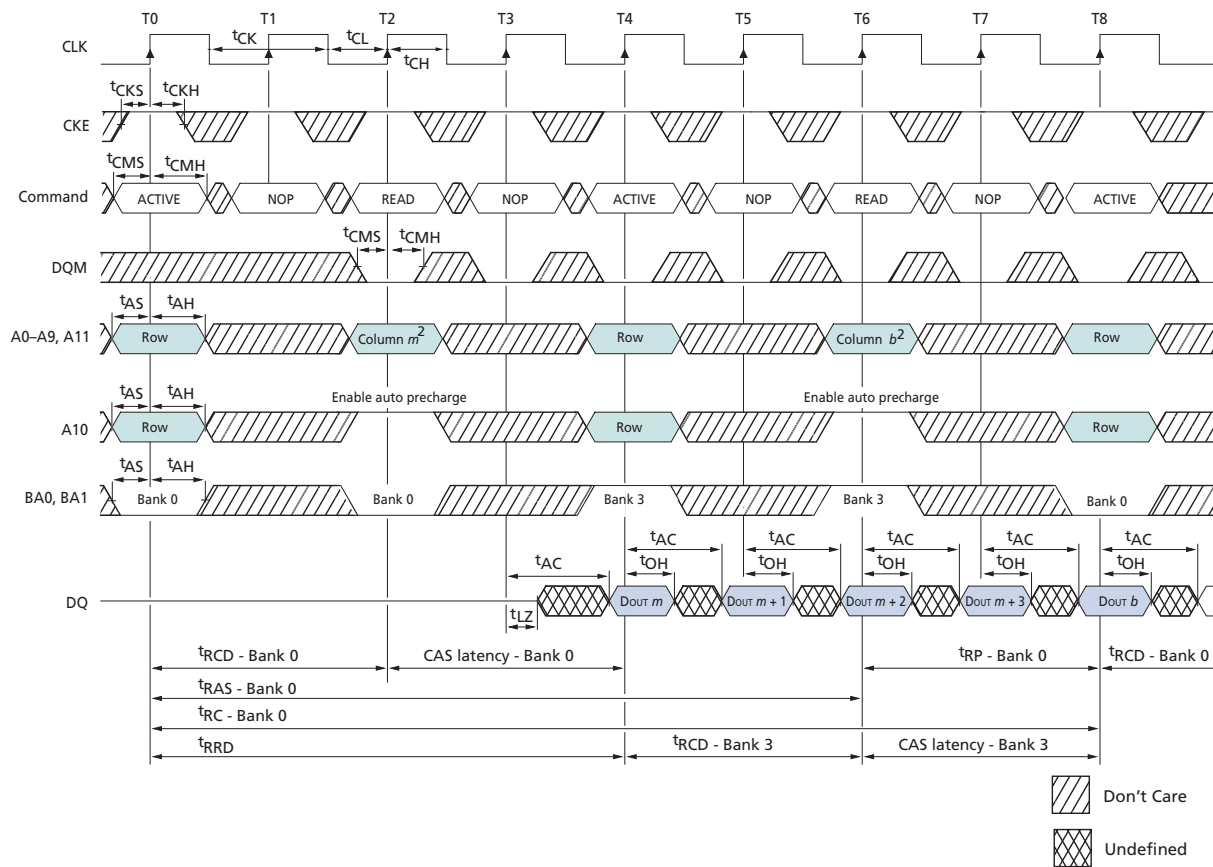 T0 T1 T2 T3 T4 T5 T6 T7 T8
CLK
tCK tCL tCH
tCKS tCKH
CKE
tCMS tCMH
Command ACTIVE NOP READ NOP ACTIVE NOP READ NOP ACTIVE
tCMS tCMH
DQM
tAS tAH
A0–A9, A11 Row Column m2 Row Column b2 Row
tAS tAH Enable auto precharge Enable auto precharge
A10 Row Row Row
tAS tAH
BA0, BA1 Bank 0 Bank 0 Bank 3 Bank 3 Bank 0
tAC tAC tAC tAC tAC tAC
tOH tOH tOH tOH tOH
DQ DOUT m DOUT m + 1 DOUT m + 2 DOUT m + 3 DOUT b
tLZ
tRCD - Bank 0 CAS latency - Bank 0 tRP - Bank 0 tRCD - Bank 0
tRAS - Bank 0
tRC - Bank 0
tRRD tRCD - Bank 3 CAS latency - Bank 3
Don't Care
Undefined